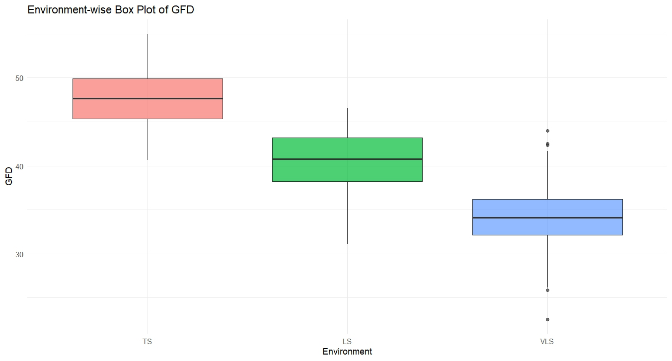 Environment-wise Box Plot of GFD
GFD
50
40
30
TS
LS
VLS
Environment